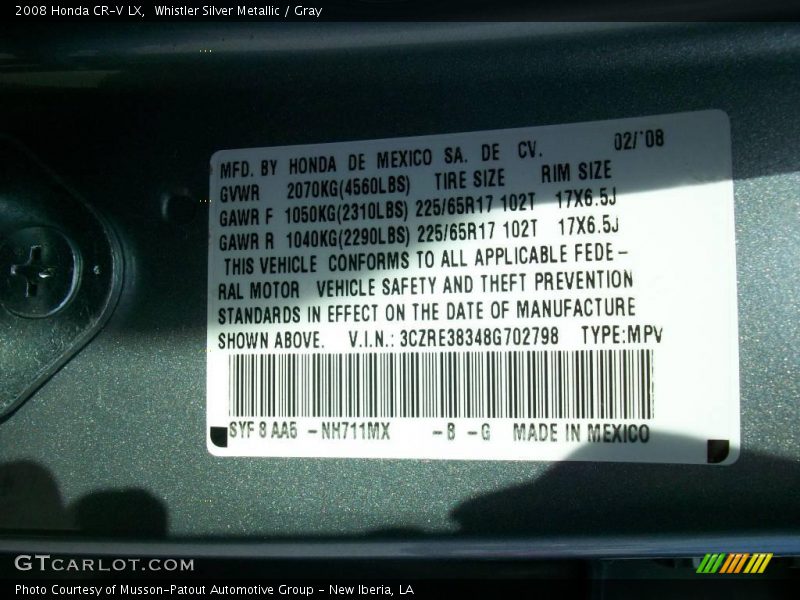 2008 Honda CR-V LX,  Whistler Silver Metallic / Gray
MFD. BY HONDA DE MEXICO SA. DE CV. 02/'08
GVWR 2070KG(4560LBS) TIRE SIZE RIM SIZE
GAWR F 1050KG(2310LBS) 225/65R17 102T 17X6.5J
GAWR R 1040KG(2290LBS) 225/65R17 102T 17X6.5J
THIS VEHICLE CONFORMS TO ALL APPLICABLE FEDE-
RAL MOTOR VEHICLE SAFETY AND THEFT PREVENTION
STANDARDS IN EFFECT ON THE DATE OF MANUFACTURE
SHOWN ABOVE. V.I.N.: 3CZRE38348G702798 TYPE:MPV
SYF 8 AA6 -NH711MX -B -G MADE IN MEXICO
GTCARLOT.COM
Photo Courtesy of Musson-Patout Automotive Group - New Iberia, LA